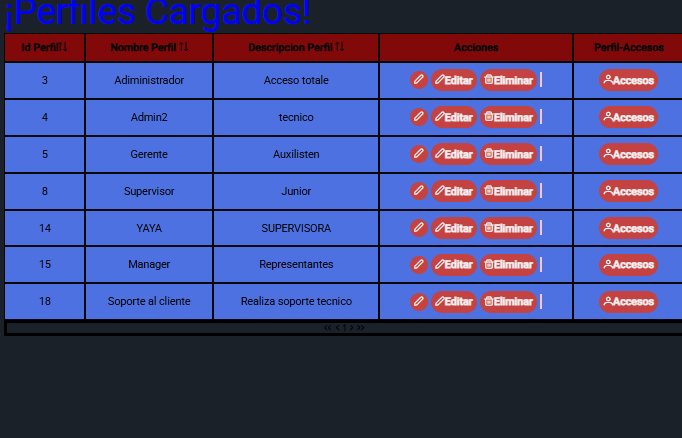 ¡Perfiles Cargados!
Id Perfil↑↓ Nombre Perfil ↑↓ Descripcion Perfil ↑↓ Acciones Perfil-Accesos
3 Adiministrador Acceso totale Editar Eliminar | Accesos
4 Admin2 tecnico Editar Eliminar | Accesos
5 Gerente Auxilisten Editar Eliminar | Accesos
8 Supervisor Junior Editar Eliminar | Accesos
14 YAYA SUPERVISORA Editar Eliminar | Accesos
15 Manager Representantes Editar Eliminar | Accesos
18 Soporte al cliente Realiza soporte tecnico Editar Eliminar | Accesos
<< < 1 > >>